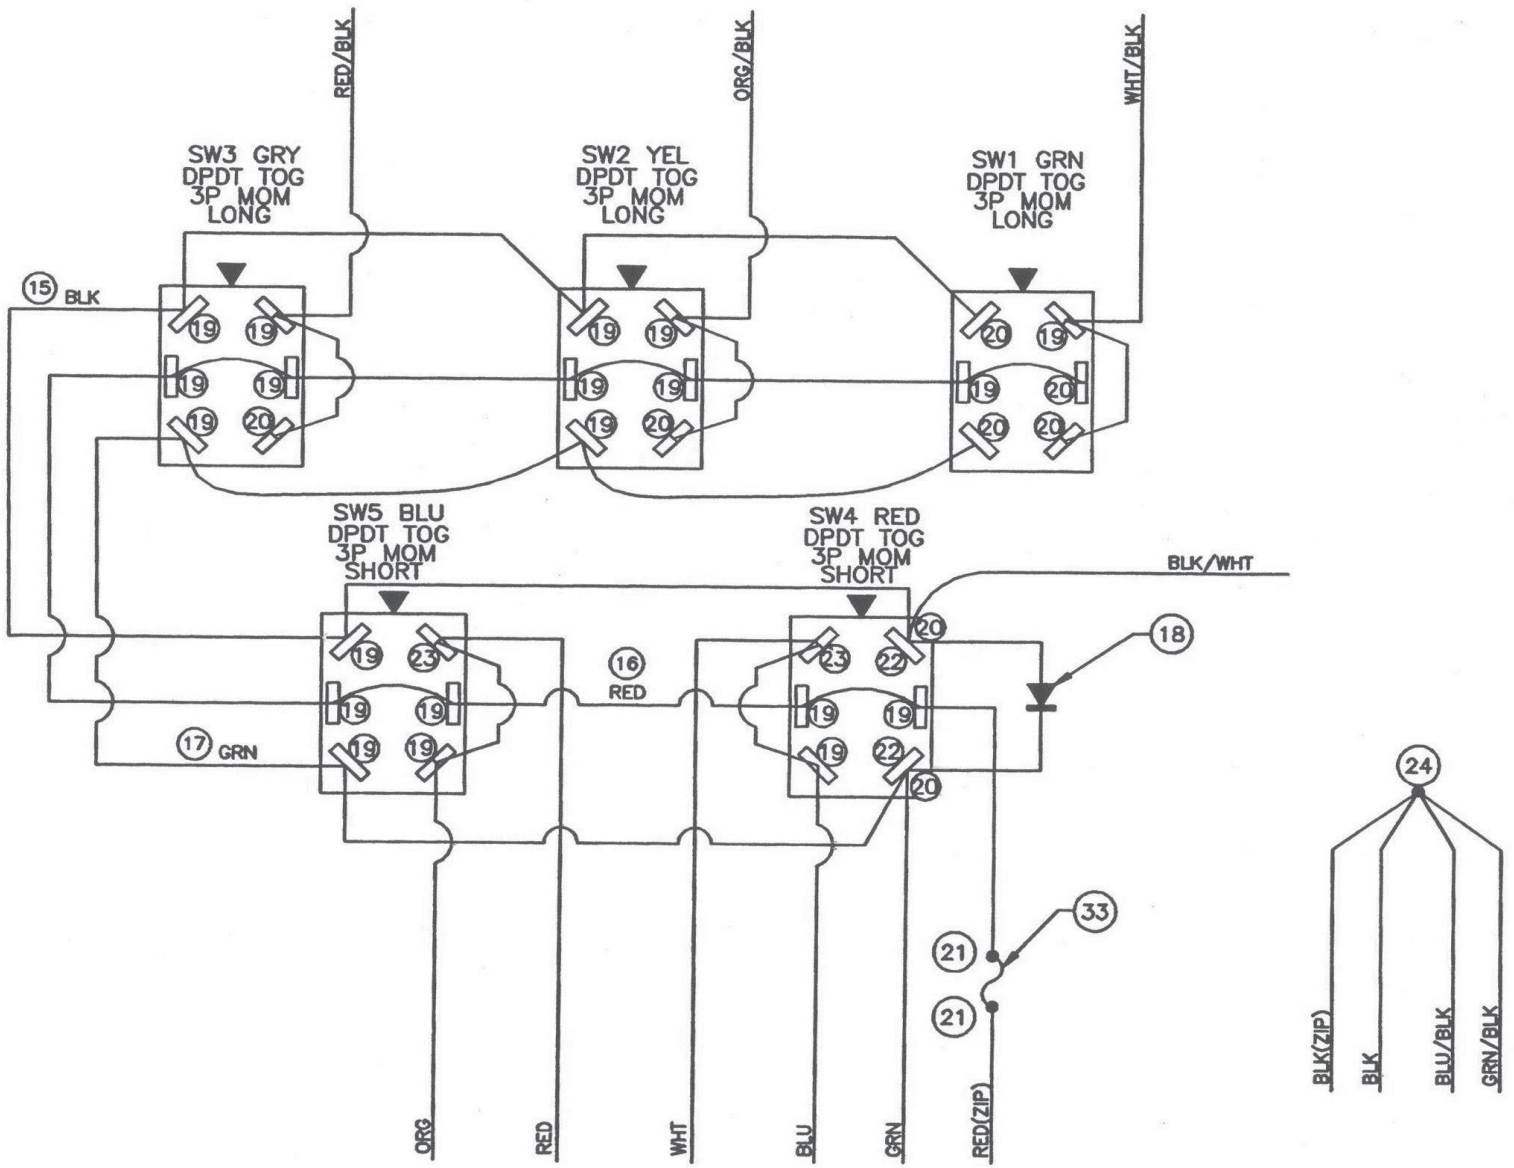 RED/BLK
ORG/BLK
WHT/BLK
SW3 GRY
DPDT TOG
3P MOM
LONG
SW2 YEL
DPDT TOG
3P MOM
LONG
SW1 GRN
DPDT TOG
3P MOM
LONG
15 BLK
19 19
19 19
19 20
19 19
19 19
19 20
20 19
19 20
20 20
SW5 BLU
DPDT TOG
3P MOM
SHORT
SW4 RED
DPDT TOG
3P MOM
SHORT
BLK/WHT
18
20
19 23
19 19
19 19
16
RED
17 GRN
23 22
19 19
19 22
20
24
33
21
21
ORG
RED
WHT
BLU
GRN
RED(ZIP)
BLK(ZIP)
BLK
BLU/BLK
GRN/BLK